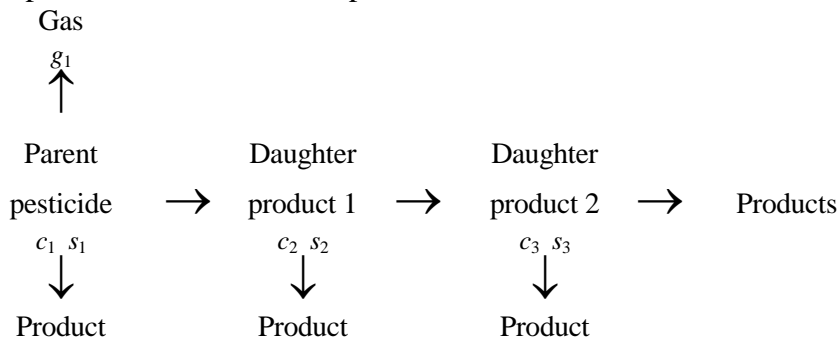 Gas
g₁
Parent Daughter Daughter
pesticide → product 1 → product 2 → Products
c₁ s₁ c₂ s₂ c₃ s₃
Product Product Product